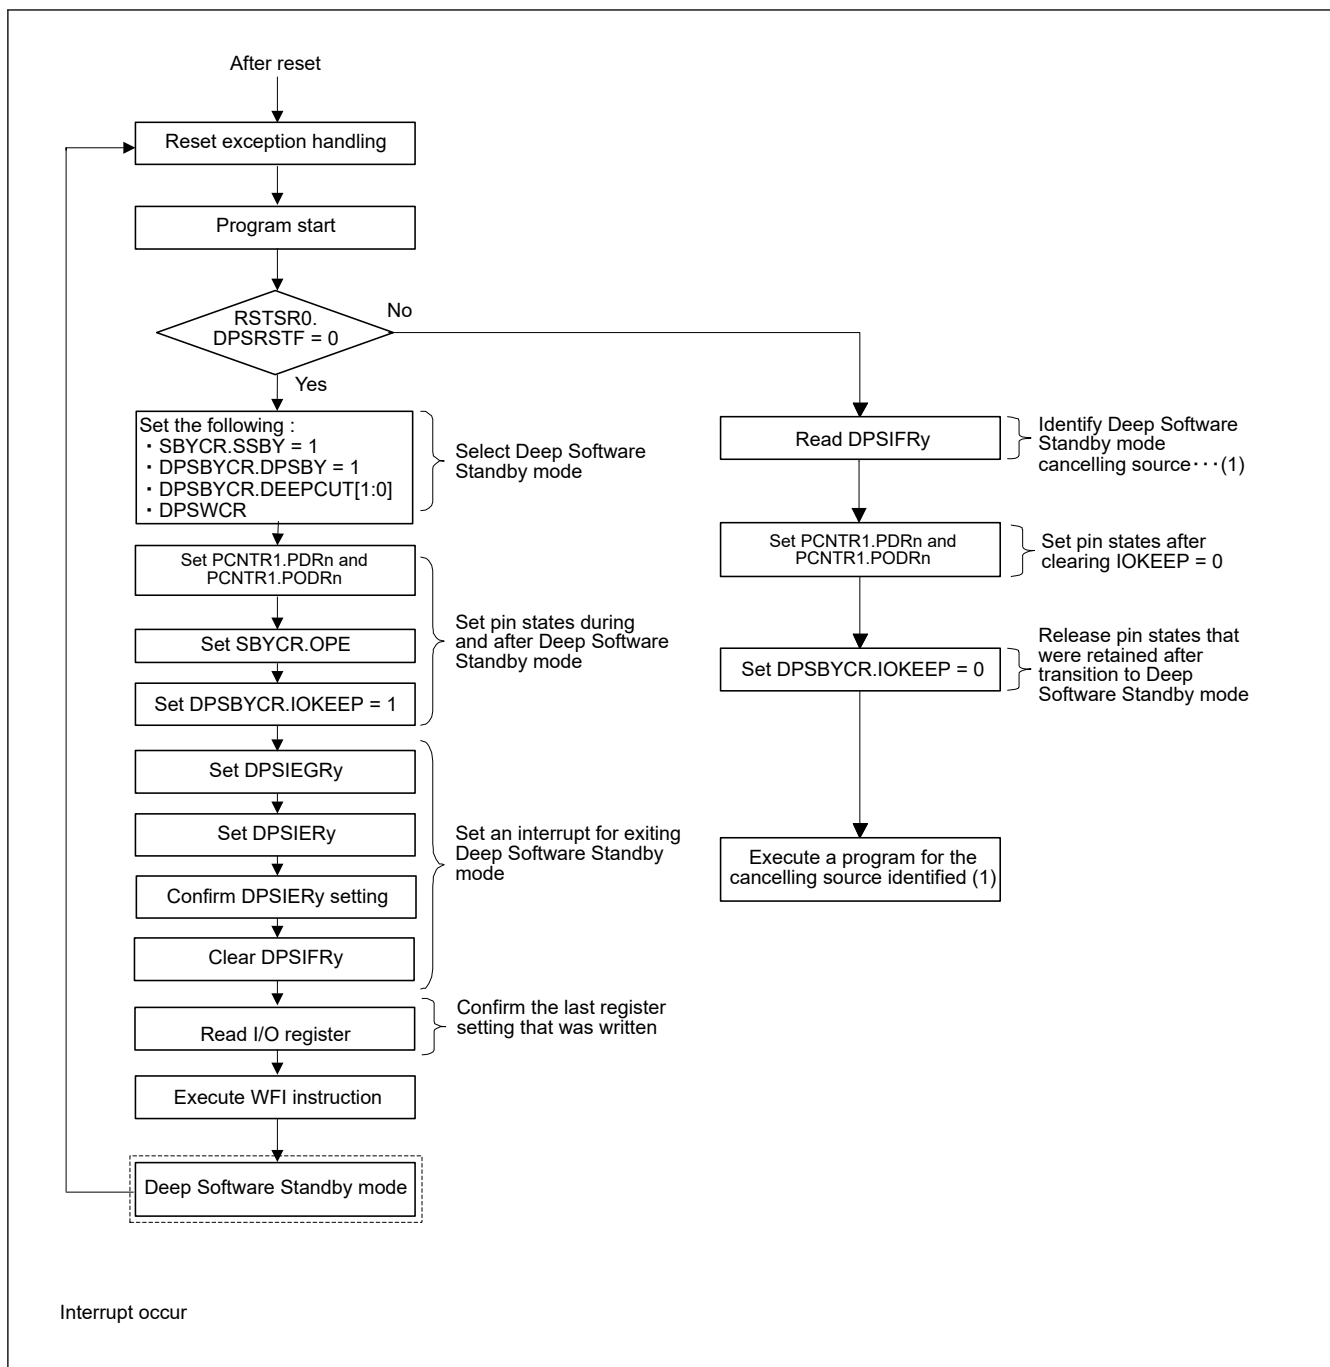 After reset
Reset exception handling
Program start
RSTSR0.
DPSRSTF = 0
No
Yes
Set the following :
・SBYCR.SSBY = 1
・DPSBYCR.DPSBY = 1
・DPSBYCR.DEEPCUT[1:0]
・DPSWCR
Select Deep Software
Standby mode
Set PCNTR1.PDRn and
PCNTR1.PODRn
Set SBYCR.OPE
Set DPSBYCR.IOKEEP = 1
Set pin states during
and after Deep Software
Standby mode
Set DPSIEGRy
Set DPSIERy
Confirm DPSIERy setting
Clear DPSIFRy
Set an interrupt for exiting
Deep Software Standby
mode
Read I/O register
Confirm the last register
setting that was written
Execute WFI instruction
Deep Software Standby mode
Interrupt occur
Read DPSIFRy
Identify Deep Software
Standby mode
cancelling source･･･(1)
Set PCNTR1.PDRn and
PCNTR1.PODRn
Set pin states after
clearing IOKEEP = 0
Set DPSBYCR.IOKEEP = 0
Release pin states that
were retained after
transition to Deep
Software Standby mode
Execute a program for the
cancelling source identified (1)